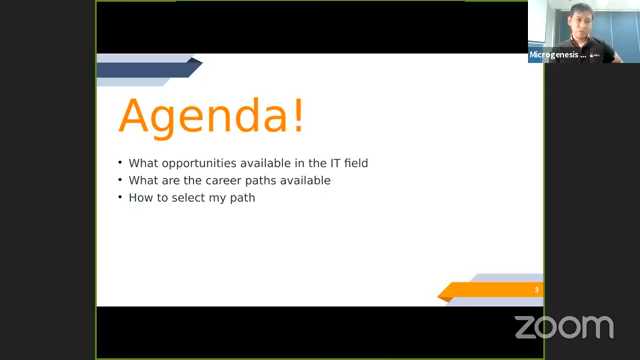 Microgenesis ...
Agenda!
• What opportunities available in the IT field
• What are the career paths available
• How to select my path
3
zoom